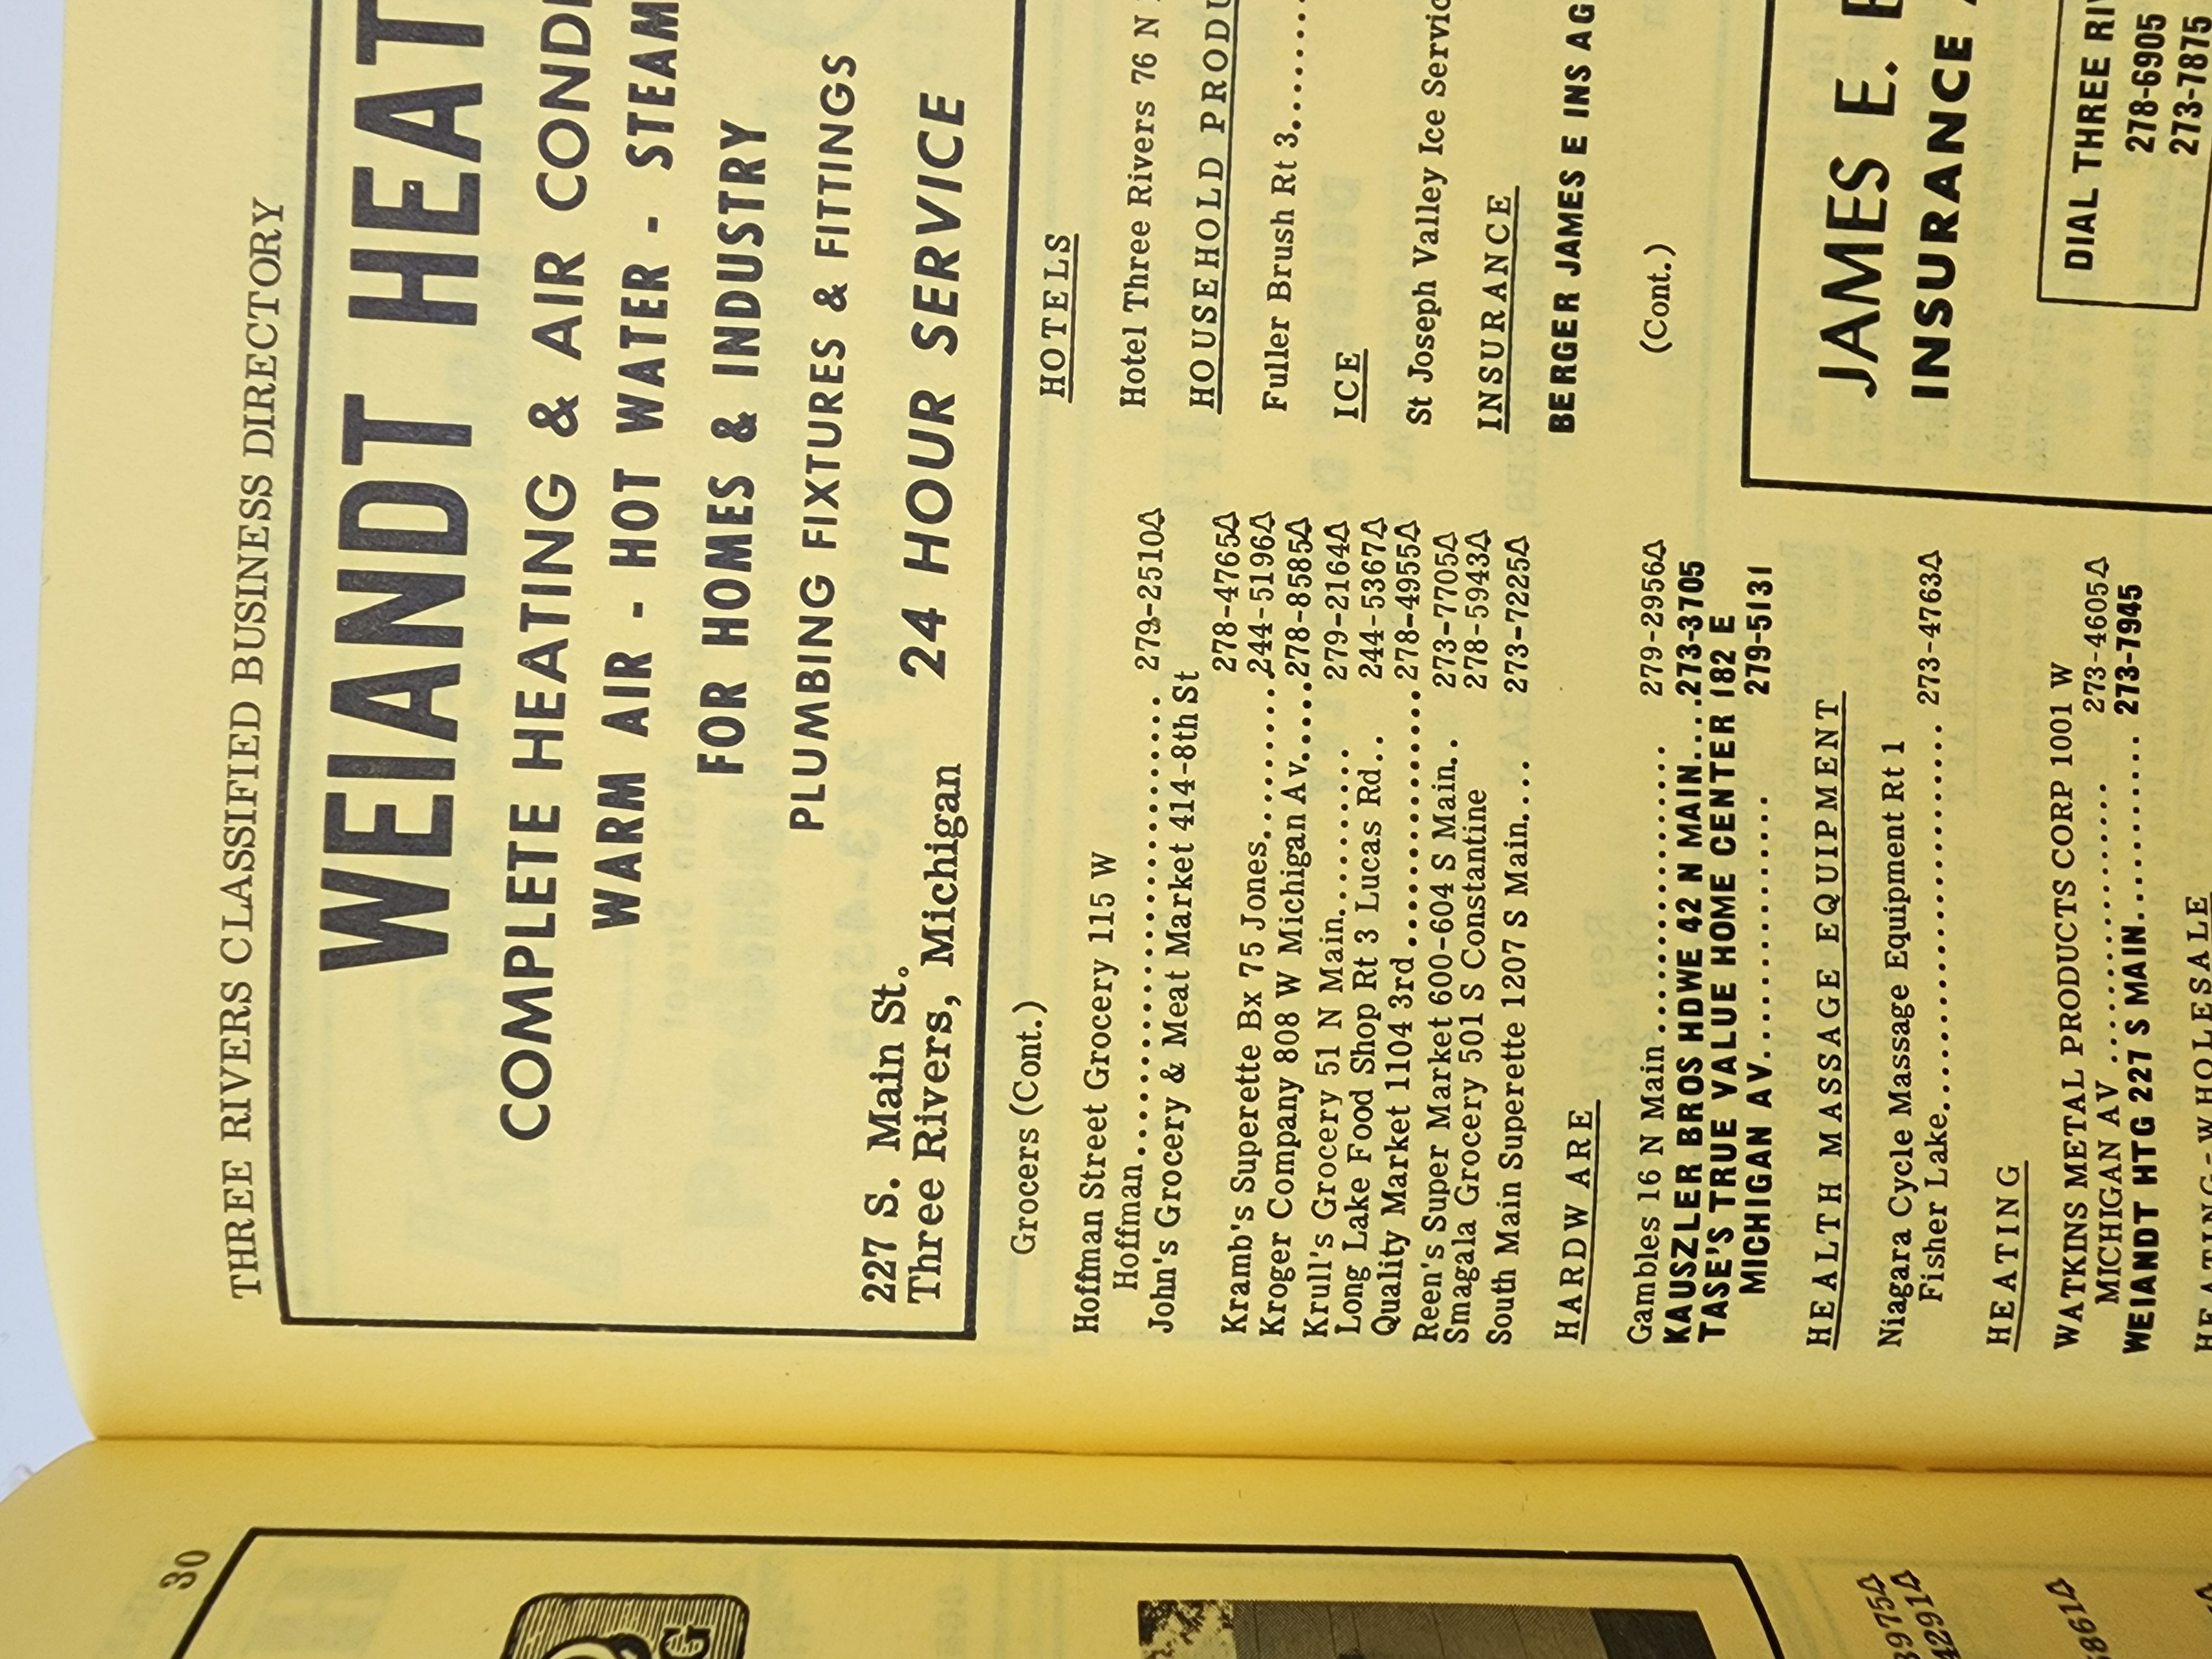 THREE RIVERS CLASSIFIED BUSINESS DIRECTORY
WEIANDT HEAT
COMPLETE HEATING & AIR CONDI
WARM AIR - HOT WATER - STEAM
FOR HOMES & INDUSTRY
PLUMBING FIXTURES & FITTINGS
227 S. Main St.
Three Rivers, Michigan
24 HOUR SERVICE
Grocers (Cont.)
Hoffman Street Grocery 115 W
Hoffman........................ 279-2510
John's Grocery & Meat Market 414-8th St
278-4765
Kramb's Superette Bx 75 Jones.......... 244-5196
Kroger Company 808 W Michigan Av.....278-8585
Krull's Grocery 51 N Main........... 279-2164
Long Lake Food Shop Rt 3 Lucas Rd.. 244-5367
Quality Market 1104 3rd ................ 278-4955
Reen's Super Market 600-604 S Main.. 273-7705
Smagala Grocery 501 S Constantine 278-5943
South Main Superette 1207 S Main.... 273-7225
HARDWARE
Gambles 16 N Main................ 279-2956
KAUSZLER BROS HDWE 42 N MAIN....273-3705
TASE'S TRUE VALUE HOME CENTER 182 E
MICHIGAN AV............... 279-5131
HEALTH MASSAGE EQUIPMENT
Niagara Cycle Massage Equipment Rt 1
Fisher Lake..................... 273-4763
HEATING
WATKINS METAL PRODUCTS CORP 1001 W
MICHIGAN AV ............... 273-4605
WEIANDT HTG 227 S MAIN............ 273-7945
HEATING-WHOLESALE
HOTELS
Hotel Three Rivers 76 N
HOUSEHOLD PRODU
Fuller Brush Rt 3........
ICE
St Joseph Valley Ice Servic
INSURANCE
BERGER JAMES E INS AG
(Cont.)
JAMES E.
INSURANCE
DIAL THREE RIV
278-6905
273-7875
30
G
3975
4291
8861